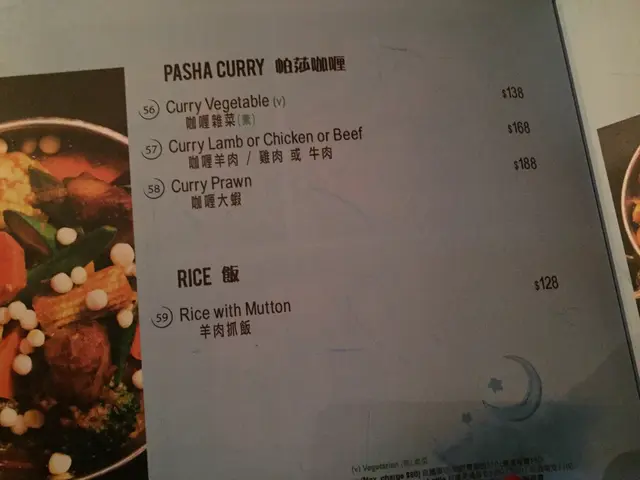 PASHA CURRY 帕莎咖喱
56 Curry Vegetable (v) $138
咖喱雜菜(素)
57 Curry Lamb or Chicken or Beef $168
咖喱羊肉 / 雞肉 或 牛肉
58 Curry Prawn $188
咖喱大蝦
RICE 飯
59 Rice with Mutton $128
羊肉抓飯
(v) Vegetarian